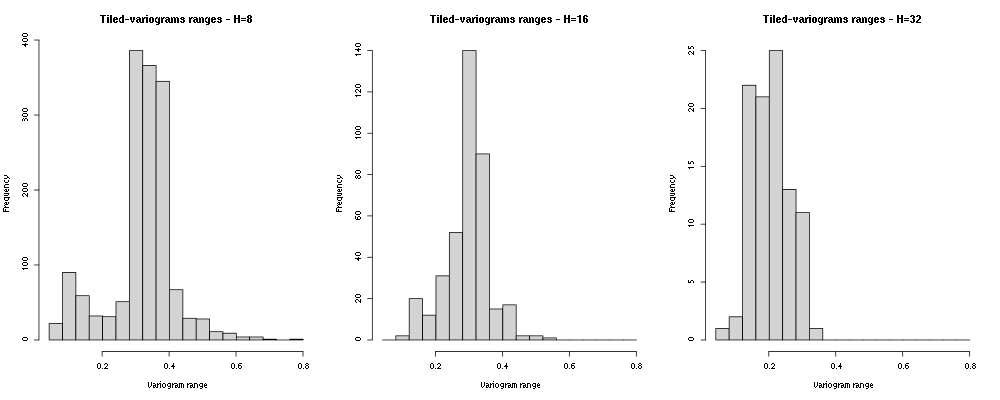 Tiled-variograms ranges - H=8
Tiled-variograms ranges - H=16
Tiled-variograms ranges - H=32
Frequency
400
300
200
100
0
0.2 0.4 0.6 0.8
Variogram range
Frequency
140
120
100
80
60
40
20
0
0.2 0.4 0.6 0.8
Variogram range
Frequency
25
20
15
10
5
0
0.2 0.4 0.6 0.8
Variogram range